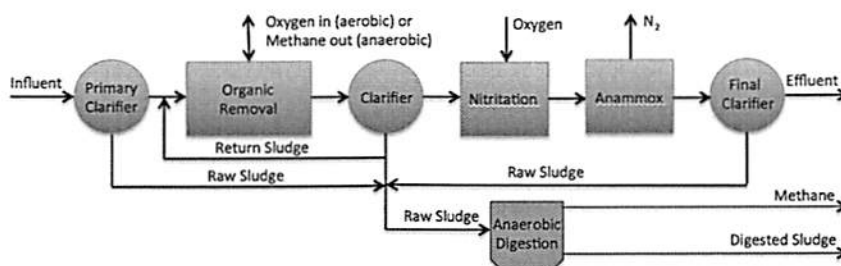 Oxygen in (aerobic) or
Methane out (anaerobic)
Oxygen
N2
Influent
Primary
Clarifier
Organic
Removal
Clarifier
Nitritation
Anammox
Final
Clarifier
Effluent
Return Sludge
Raw Sludge
Raw Sludge
Raw Sludge
Anaerobic
Digestion
Methane
Digested Sludge